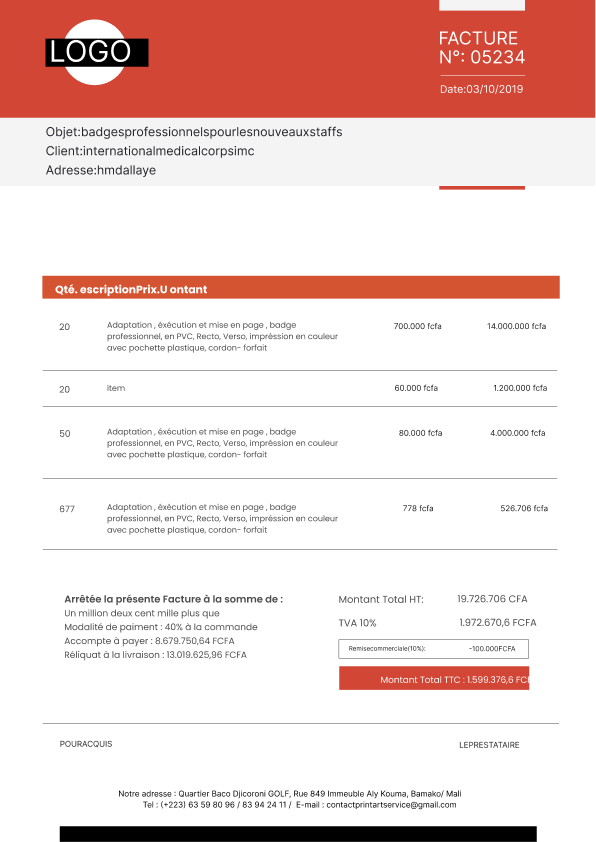 LOGO
FACTURE
N°: 05234
Date:03/10/2019
Objet:badgesprofessionnelspourlesnouveauxstaffs
Client:internationalmedicalcorpsimc
Adresse:hmdallaye
Qté. escriptionPrix.U ontant
20 Adaptation , éxécution et mise en page , badge 700.000 fcfa 14.000.000 fcfa
professionnel, en PVC, Recto, Verso, impréssion en couleur
avec pochette plastique, cordon- forfait
20 item 60.000 fcfa 1.200.000 fcfa
50 Adaptation , éxécution et mise en page , badge 80.000 fcfa 4.000.000 fcfa
professionnel, en PVC, Recto, Verso, impréssion en couleur
avec pochette plastique, cordon- forfait
677 Adaptation , éxécution et mise en page , badge 778 fcfa 526.706 fcfa
professionnel, en PVC, Recto, Verso, impréssion en couleur
avec pochette plastique, cordon- forfait
Arrêtée la présente Facture à la somme de :
Un million deux cent mille plus que
Modalité de paiment : 40% à la commande
Accompte à payer : 8.679.750,64 FCFA
Réliquat à la livraison : 13.019.625,96 FCFA
Montant Total HT: 19.726.706 CFA
TVA 10% 1.972.670,6 FCFA
Remisecommerciale(10%): -100.000FCFA
Montant Total TTC : 1.599.376,6 FCF
POURACQUIS LEPRESTATAIRE
Notre adresse : Quartier Baco Djicoroni GOLF, Rue 849 Immeuble Aly Kouma, Bamako/ Mali
Tel : (+223) 63 59 80 96 / 83 94 24 11 / E-mail : contactprintartservice@gmail.com